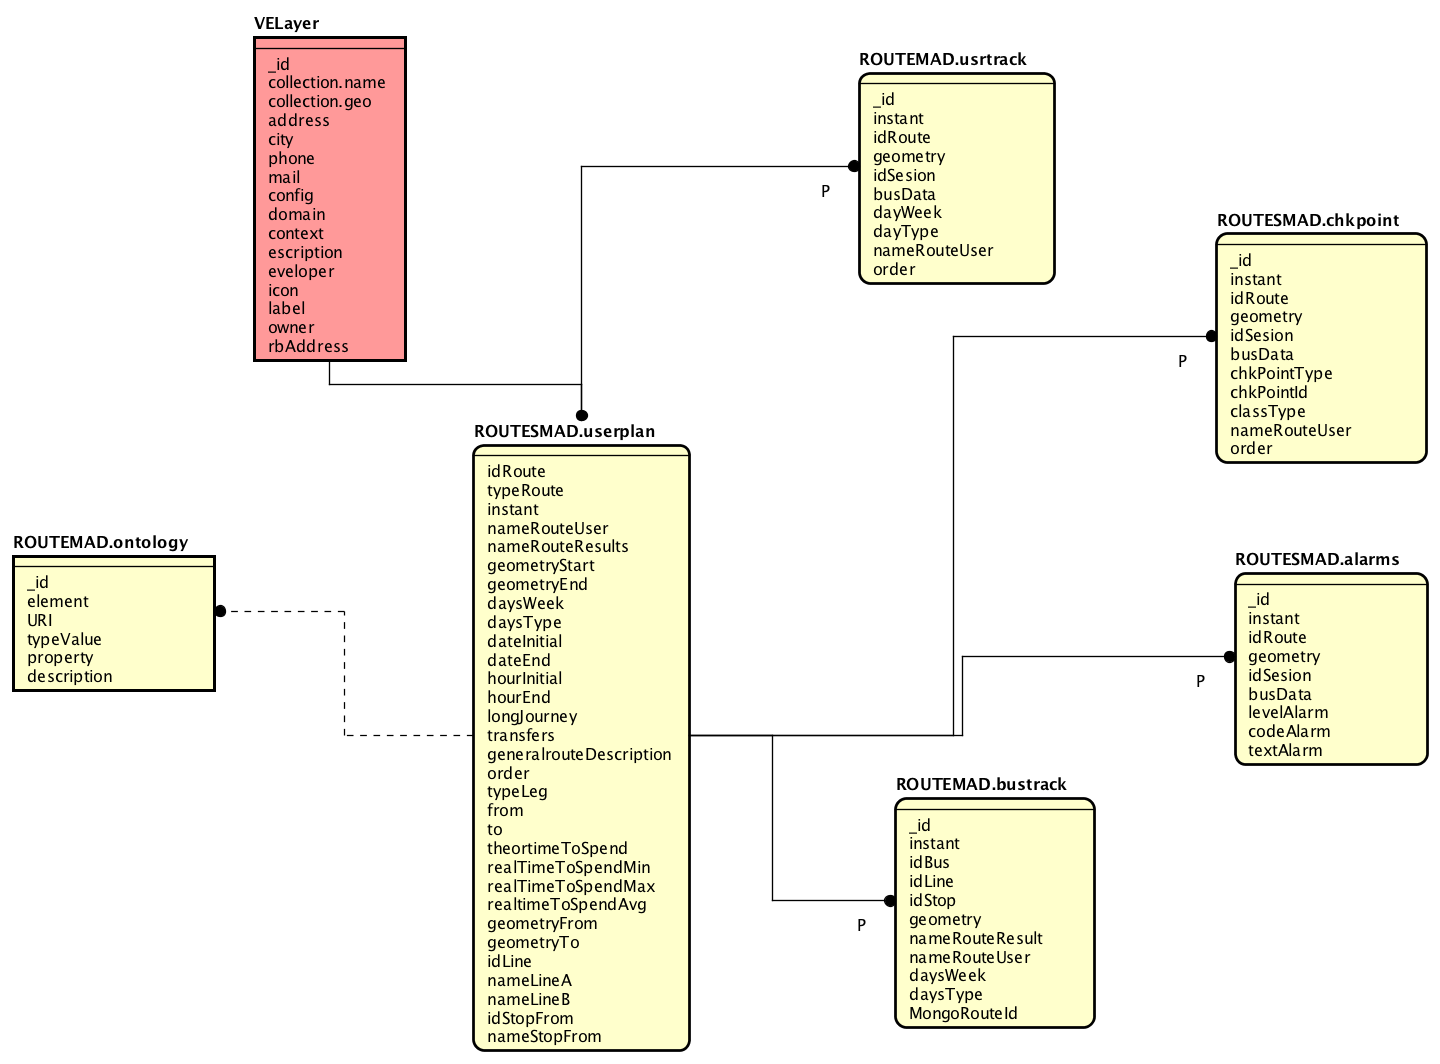 VELayer
_id
collection.name
collection.geo
address
city
phone
mail
config
domain
context
escription
eveloper
icon
label
owner
rbAddress
ROUTEMAD.usrtrack
_id
instant
idRoute
geometry
idSesion
busData
dayWeek
dayType
nameRouteUser
order
P
ROUTESMAD.chkpoint
_id
instant
idRoute
geometry
idSesion
busData
chkPointType
chkPointId
classType
nameRouteUser
order
P
ROUTESMAD.userplan
idRoute
typeRoute
instant
nameRouteUser
nameRouteResults
geometryStart
geometryEnd
daysWeek
daysType
dateInitial
dateEnd
hourInitial
hourEnd
longJourney
transfers
generalrouteDescription
order
typeLeg
from
to
theortimeToSpend
realTimeToSpendMin
realTimeToSpendMax
realtimeToSpendAvg
geometryFrom
geometryTo
idLine
nameLineA
nameLineB
idStopFrom
nameStopFrom
ROUTEMAD.ontology
_id
element
URI
typeValue
property
description
ROUTESMAD.alarms
_id
instant
idRoute
geometry
idSesion
busData
levelAlarm
codeAlarm
textAlarm
P
ROUTEMAD.bustrack
_id
instant
idBus
idLine
idStop
geometry
nameRouteResult
nameRouteUser
daysWeek
daysType
MongoRouteId
P